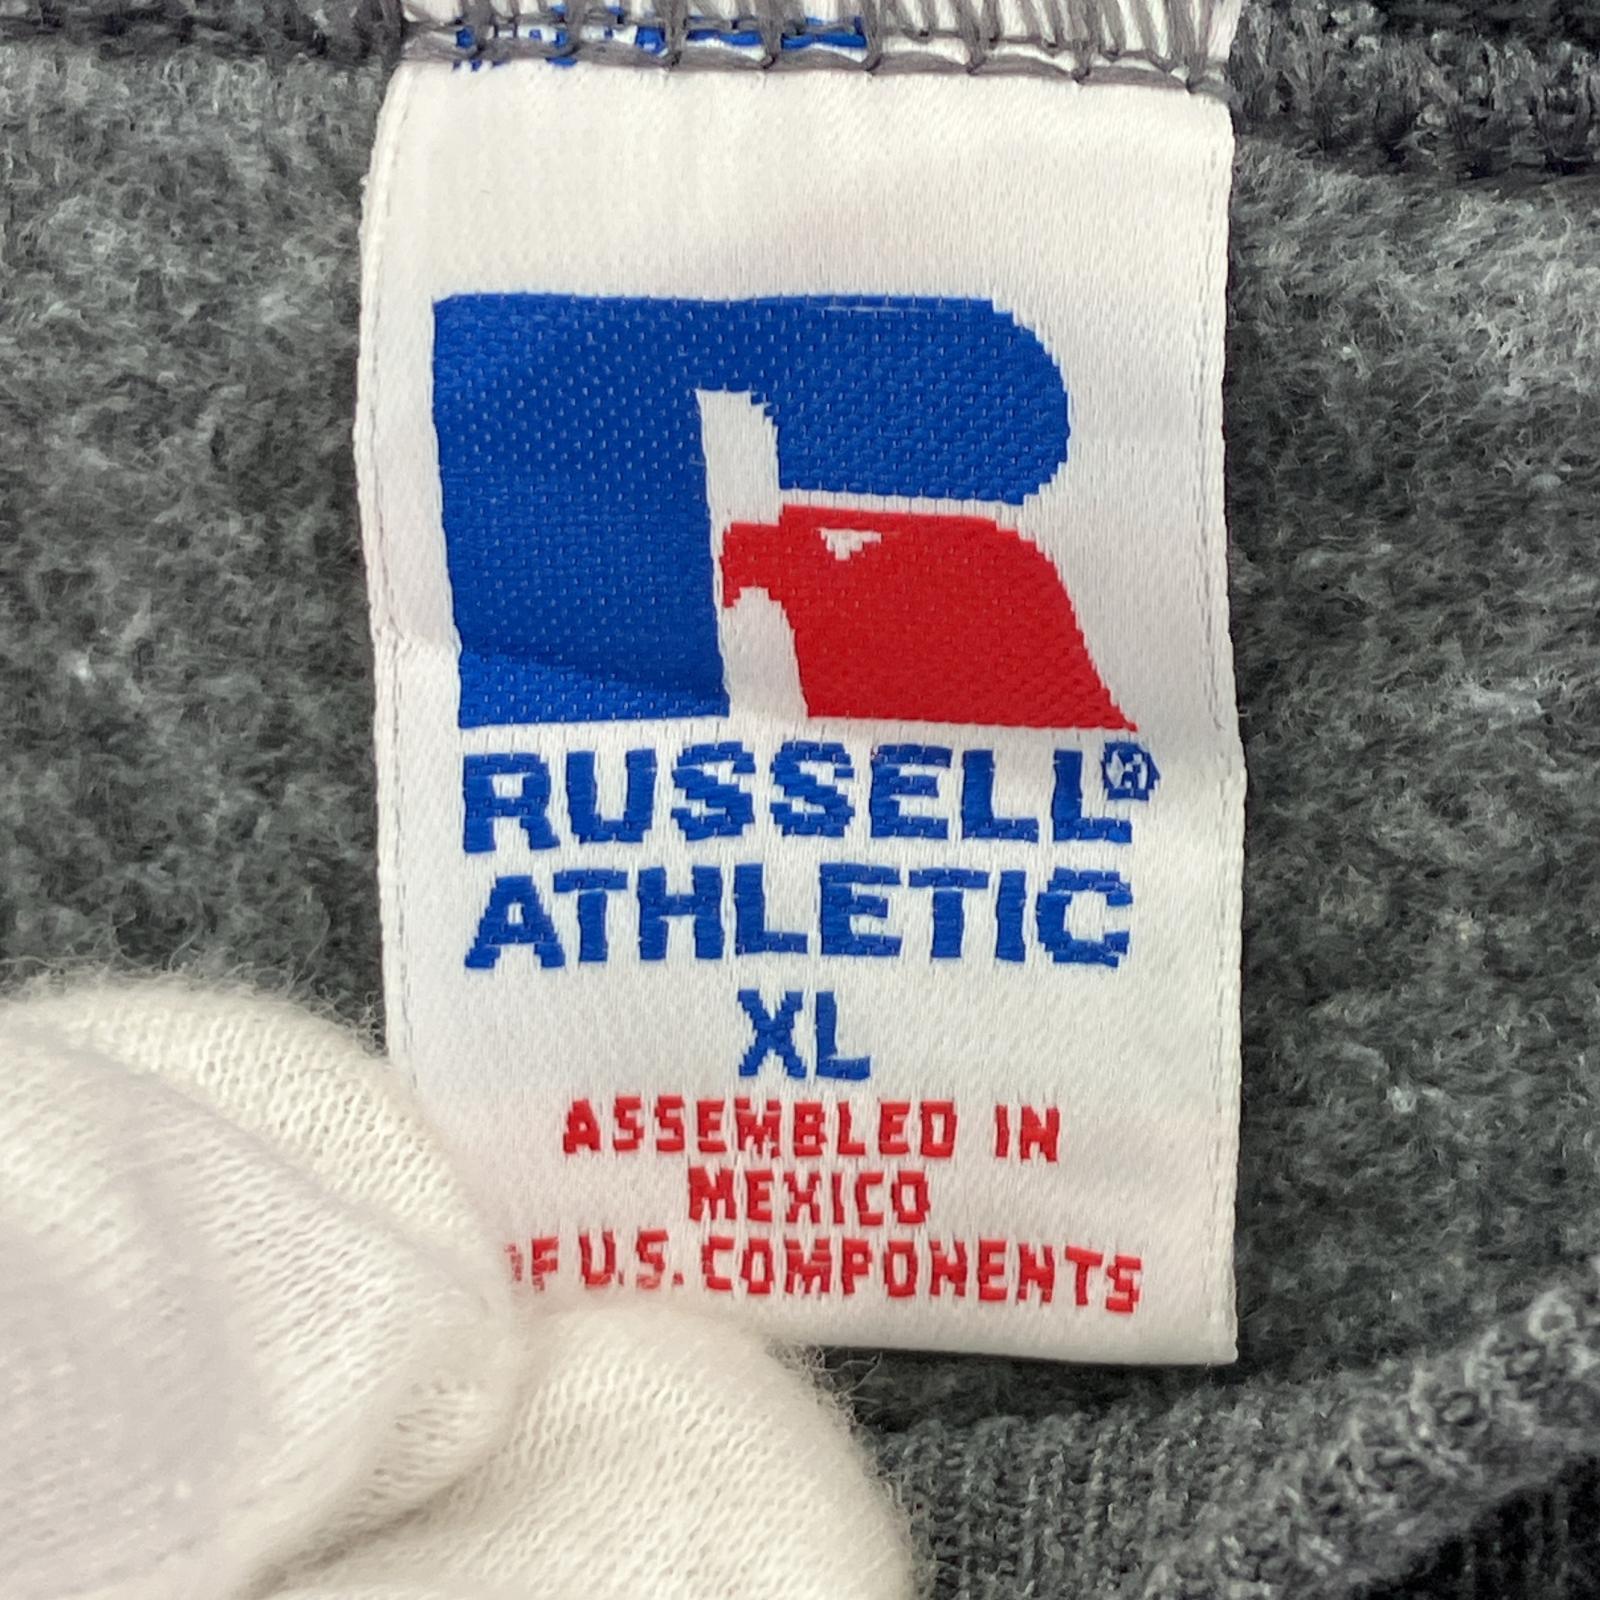 RUSSELL®
ATHLETIC
XL
ASSEMBLED IN
MEXICO
U.S. COMPONENTS